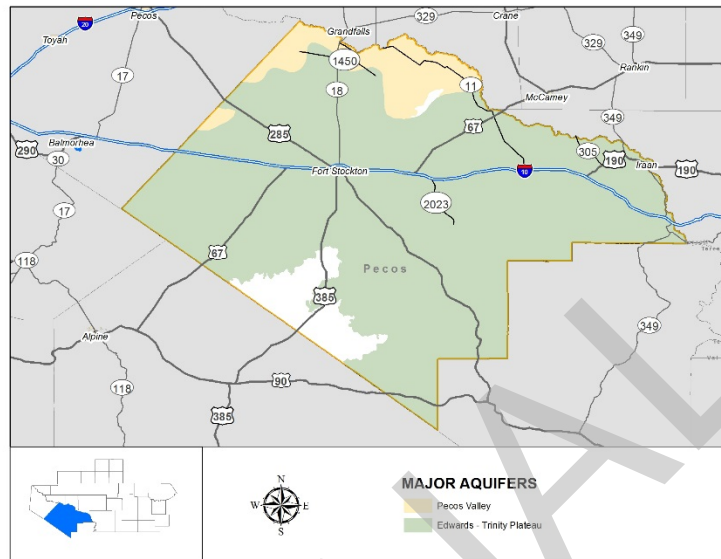 20
Pecos
Toyah
Grandfalls
329
Crane
349
329
Rankin
17
1450
18
11
McCamey
349
67
285
290
Balmorhea
30
305
190
Iraan
190
Fort Stockton
10
17
2023
118
67
Pecos
385
349
Alpine
90
118
385
N
W
E
S
MAJOR AQUIFERS
Pecos Valley
Edwards - Trinity Plateau